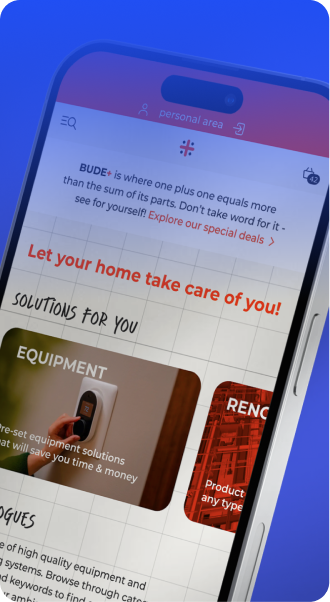 personal area
42
BUDE+ is where one plus one equals more
than the sum of its parts. Don't take word for it -
see for yourself! Explore our special deals
Let your home take care of you!
SOLUTIONS FOR YOU
EQUIPMENT
Pre-set equipment solutions
that will save you time & money
RENO
Product
any type
OGUES
e of high quality equipment and
g systems. Browse through cate
d keywords to find